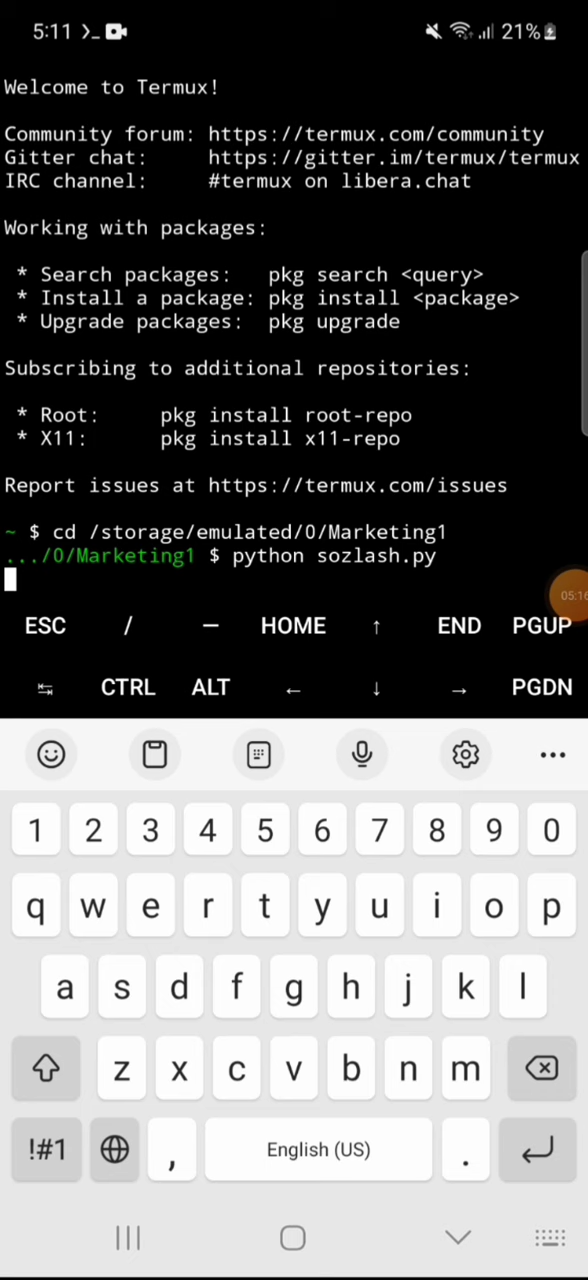 5:11
21%
Welcome to Termux!
Community forum: https://termux.com/community
Gitter chat: https://gitter.im/termux/termux
IRC channel: #termux on libera.chat
Working with packages:
* Search packages: pkg search <query>
* Install a package: pkg install <package>
* Upgrade packages: pkg upgrade
Subscribing to additional repositories:
* Root: pkg install root-repo
* X11: pkg install x11-repo
Report issues at https://termux.com/issues
~ $ cd /storage/emulated/0/Marketing1
.../0/Marketing1 $ python sozlash.py
05:16
ESC / — HOME ↑ END PGUP
↹ CTRL ALT ← ↓ → PGDN
1 2 3 4 5 6 7 8 9 0
q w e r t y u i o p
a s d f g h j k l
z x c v b n m
!#1 , English (US) .